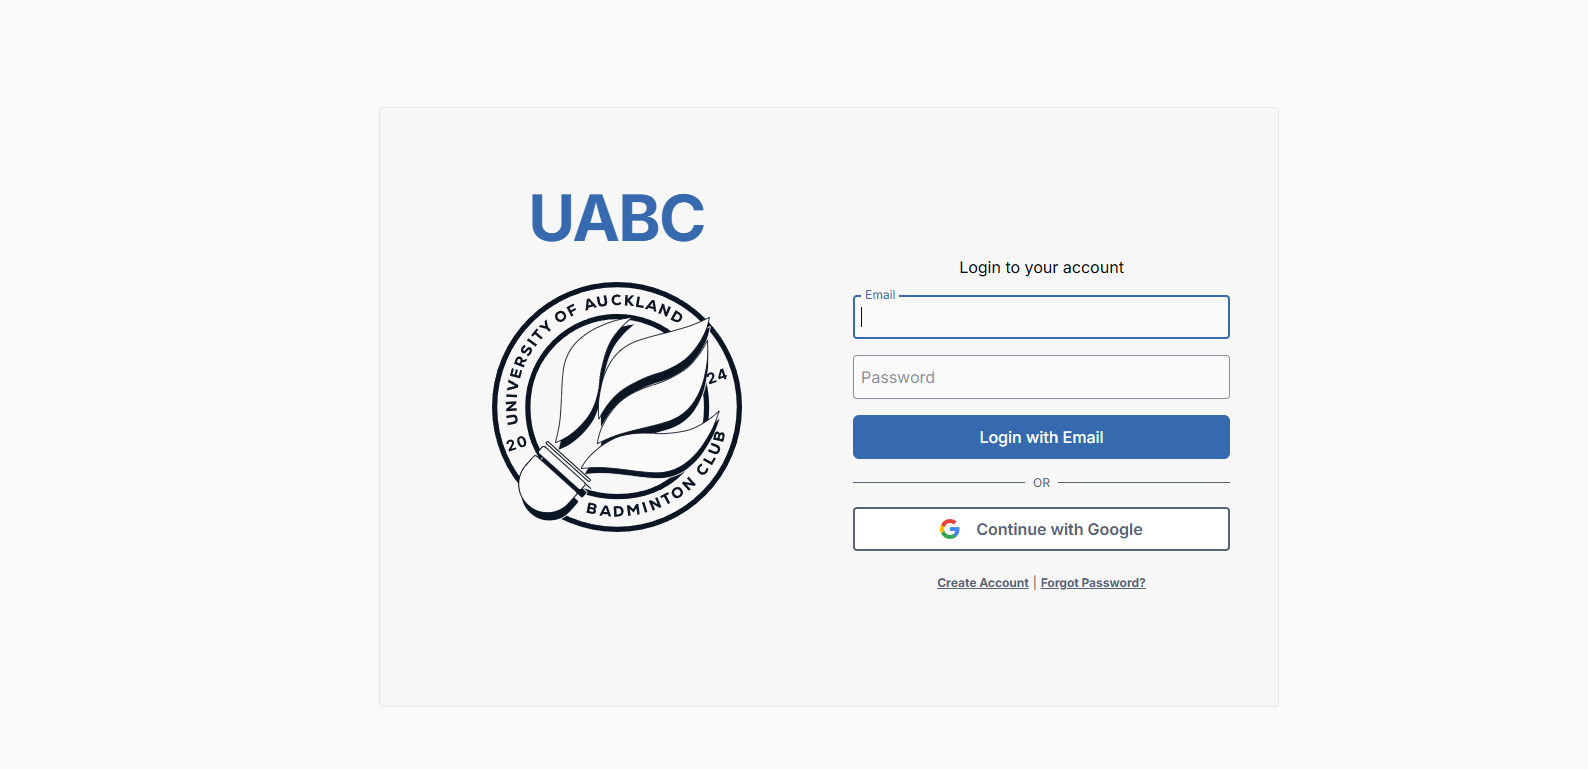 UABC
UNIVERSITY OF AUCKLAND
20
24
BADMINTON CLUB
Login to your account
Email
Password
Login with Email
OR
Continue with Google
Create Account | Forgot Password?